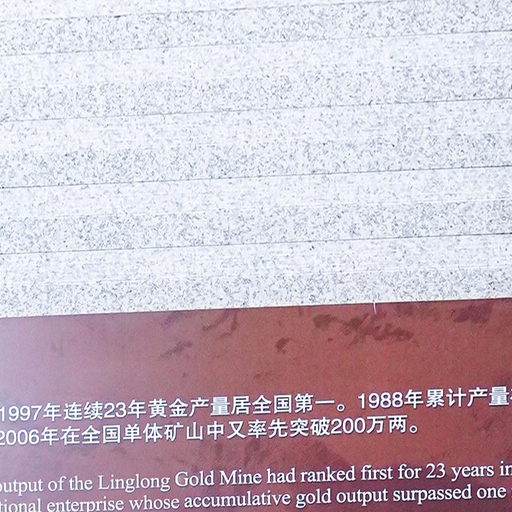 1997年连续23年黄金产量居全国第一。1988年累计产量
2006年在全国单体矿山中又率先突破200万两。
output of the Linglong Gold Mine had ranked first for 23 years in
tional enterprise whose accumulative gold output surpassed one